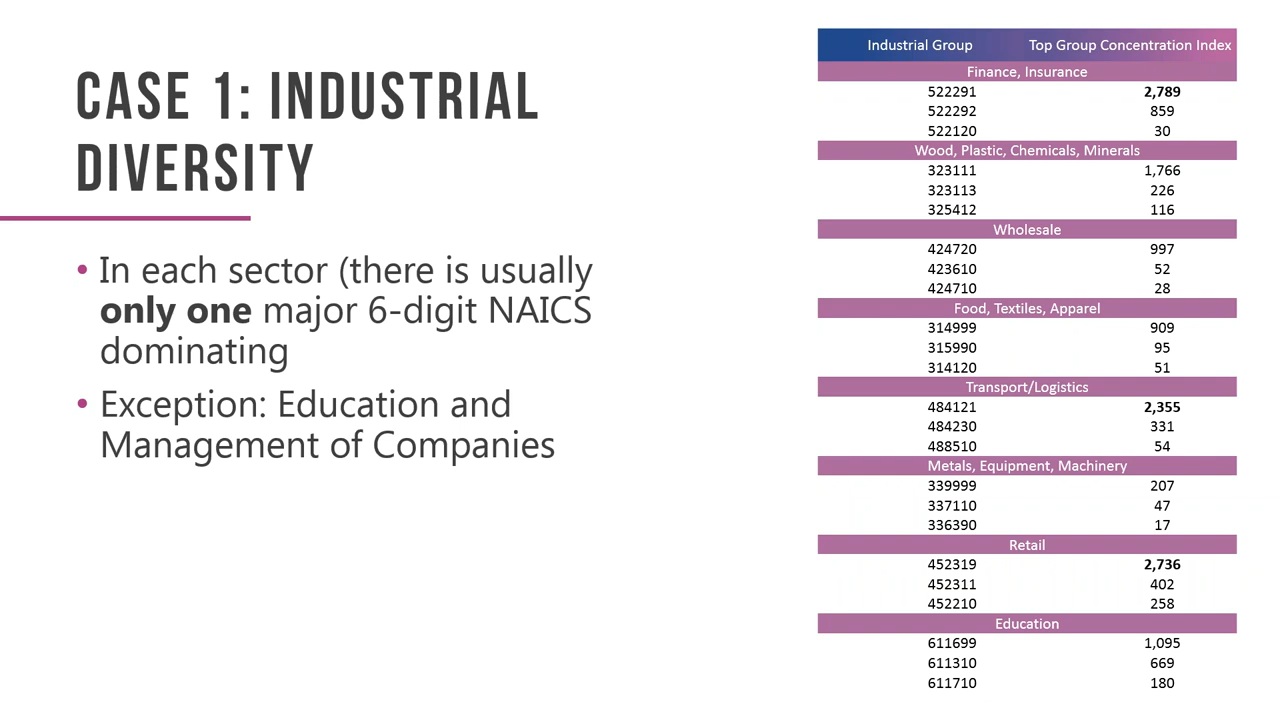 CASE 1: INDUSTRIAL
DIVERSITY
• In each sector (there is usually
only one major 6-digit NAICS
dominating
• Exception: Education and
Management of Companies
Industrial Group Top Group Concentration Index
Finance, Insurance
522291 2,789
522292 859
522120 30
Wood, Plastic, Chemicals, Minerals
323111 1,766
323113 226
325412 116
Wholesale
424720 997
423610 52
424710 28
Food, Textiles, Apparel
314999 909
315990 95
314120 51
Transport/Logistics
484121 2,355
484230 331
488510 54
Metals, Equipment, Machinery
339999 207
337110 47
336390 17
Retail
452319 2,736
452311 402
452210 258
Education
611699 1,095
611310 669
611710 180